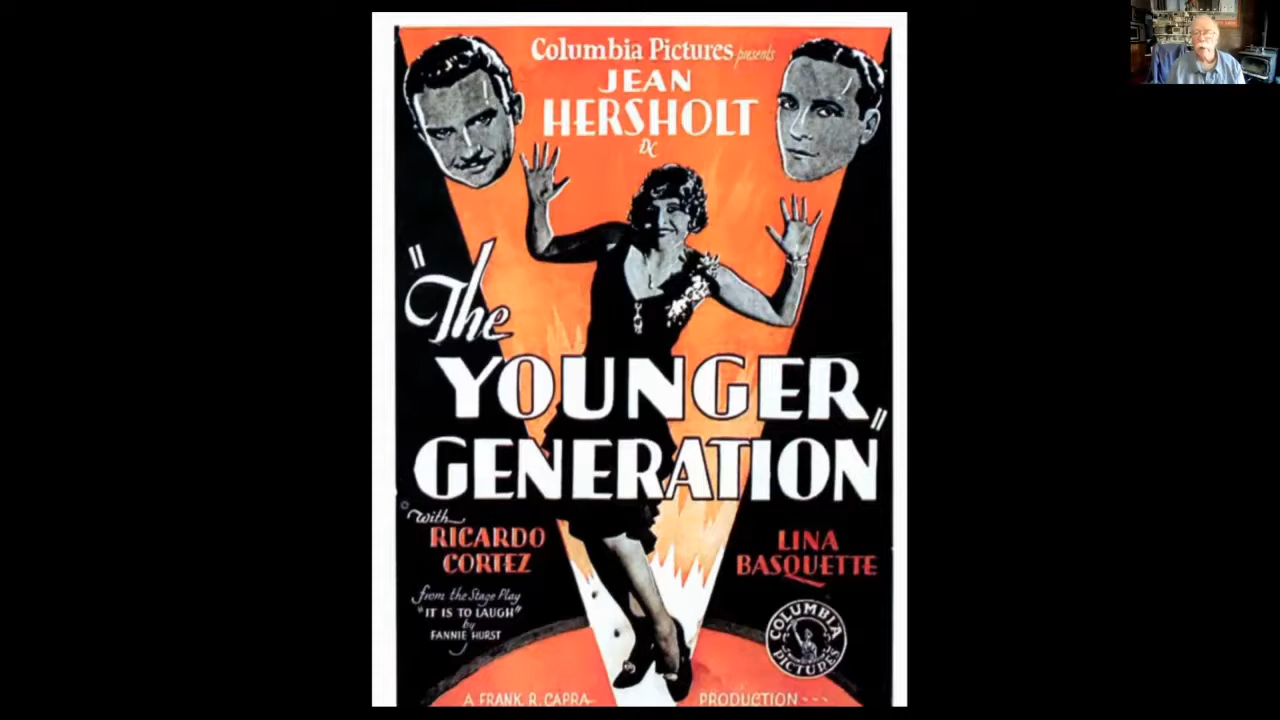 Columbia Pictures presents
JEAN
HERSHOLT
in
"The
YOUNGER
GENERATION"
with
RICARDO
CORTEZ
LINA
BASQUETTE
from the Stage Play
"IT IS TO LAUGH"
by
FANNIE HURST
COLUMBIA
PICTURES
A FRANK R. CAPRA PRODUCTION ---